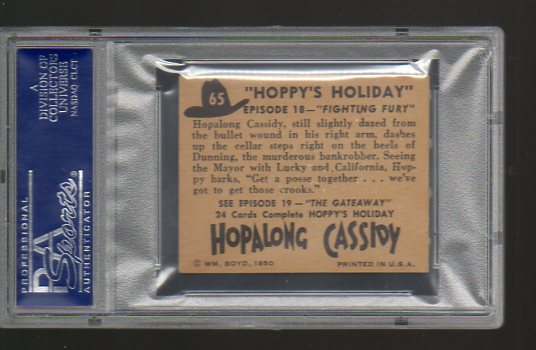 A
DIVISION OF
COLLECTORS
UNIVERSE
NASDAQ: CLCT
PROFESSIONAL
PSA
Sports
AUTHENTICATOR
65
"HOPPY'S HOLIDAY"
EPISODE 18—"FIGHTING FURY"
Hopalong Cassidy, still slightly dazed from
the bullet wound in his right arm, dashes
up the cellar steps right on the heels of
Dunning, the murderous bankrobber. Seeing
the Mayor with Lucky and California, Hop-
py barks, "Get a posse together . . . we've
got to get those crooks."
SEE EPISODE 19 —"THE GATEAWAY"
24 Cards Complete HOPPY'S HOLIDAY
HOPALONG CASSIDY
© WM. BOYD, 1950
PRINTED IN U.S.A.